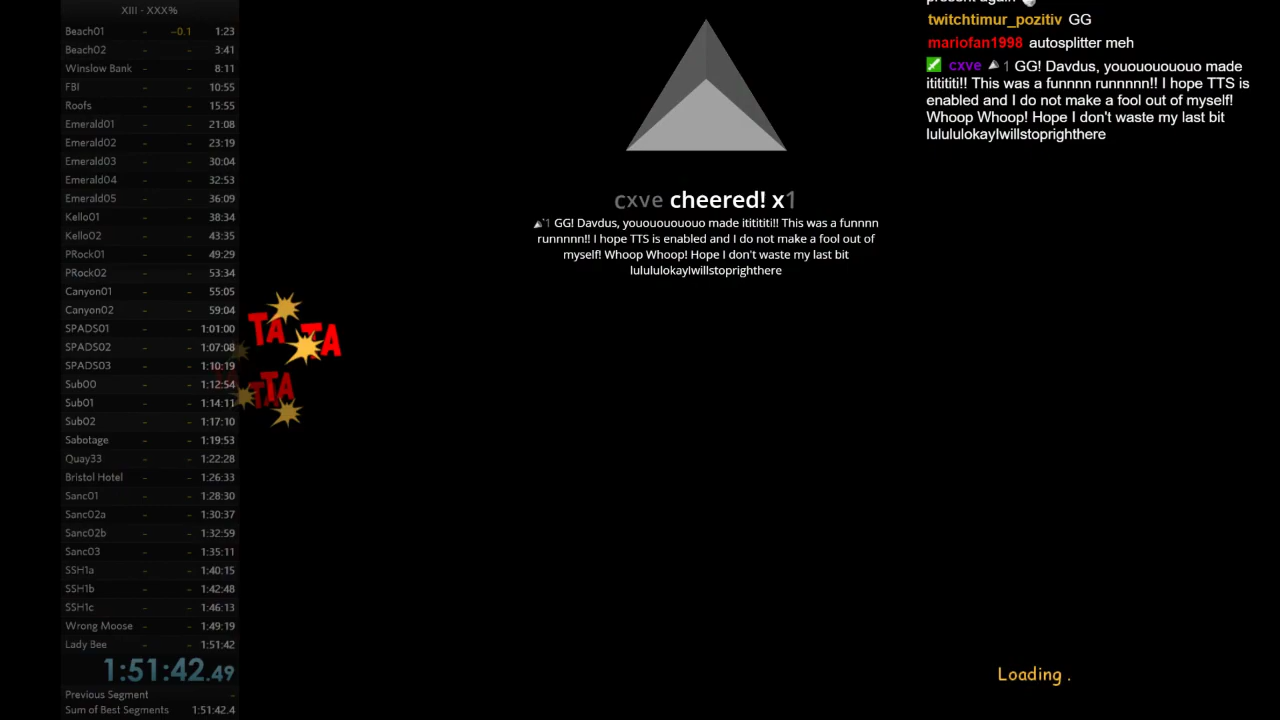 XIII - XXX%
Beach01 - -0.1 1:23
Beach02 - - 3:41
Winslow Bank - - 8:11
FBI - - 10:55
Roofs - - 15:55
Emerald01 - - 21:08
Emerald02 - - 23:19
Emerald03 - - 30:04
Emerald04 - - 32:53
Emerald05 - - 36:09
Kello01 - - 38:34
Kello02 - - 43:35
PRock01 - - 49:29
PRock02 - - 53:34
Canyon01 - - 55:05
Canyon02 - - 59:04
SPADS01 - - 1:01:00
SPADS02 - - 1:07:08
SPADS03 - - 1:10:19
Sub00 - - 1:12:54
Sub01 - - 1:14:11
Sub02 - - 1:17:10
Sabotage - - 1:19:53
Quay33 - - 1:22:28
Bristol Hotel - - 1:26:33
Sanc01 - - 1:28:30
Sanc02a - - 1:30:37
Sanc02b - - 1:32:59
Sanc03 - - 1:35:11
SSH1a - - 1:40:15
SSH1b - - 1:42:48
SSH1c - - 1:46:13
Wrong Moose - - 1:49:19
Lady Bee - - 1:51:42
1:51:42.49
Previous Segment -
Sum of Best Segments 1:51:42.4
TA TA
TA TA
cxve cheered! x1
1 GG! Davdus, youououououo made itititititi!! This was a funnnn
runnnnn!! I hope TTS is enabled and I do not make a fool out of
myself! Whoop Whoop! Hope I don't waste my last bit
lulululokayIwillstoprighthere
present again
twitchtimur_pozitiv GG
mariofan1998 autosplitter meh
cxve 1 GG! Davdus, youououououo made
itititititi!! This was a funnnn runnnnn!! I hope TTS is
enabled and I do not make a fool out of myself!
Whoop Whoop! Hope I don't waste my last bit
lulululokayIwillstoprighthere
Loading .